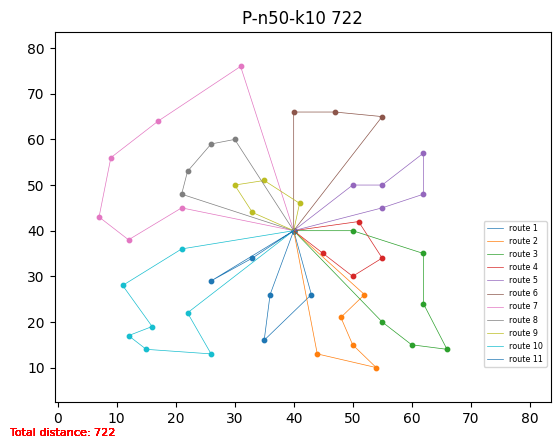 P-n50-k10 722
80
70
60
50
40
30
20
10
0 10 20 30 40 50 60 70 80
route 1
route 2
route 3
route 4
route 5
route 6
route 7
route 8
route 9
route 10
route 11
Total distance: 722